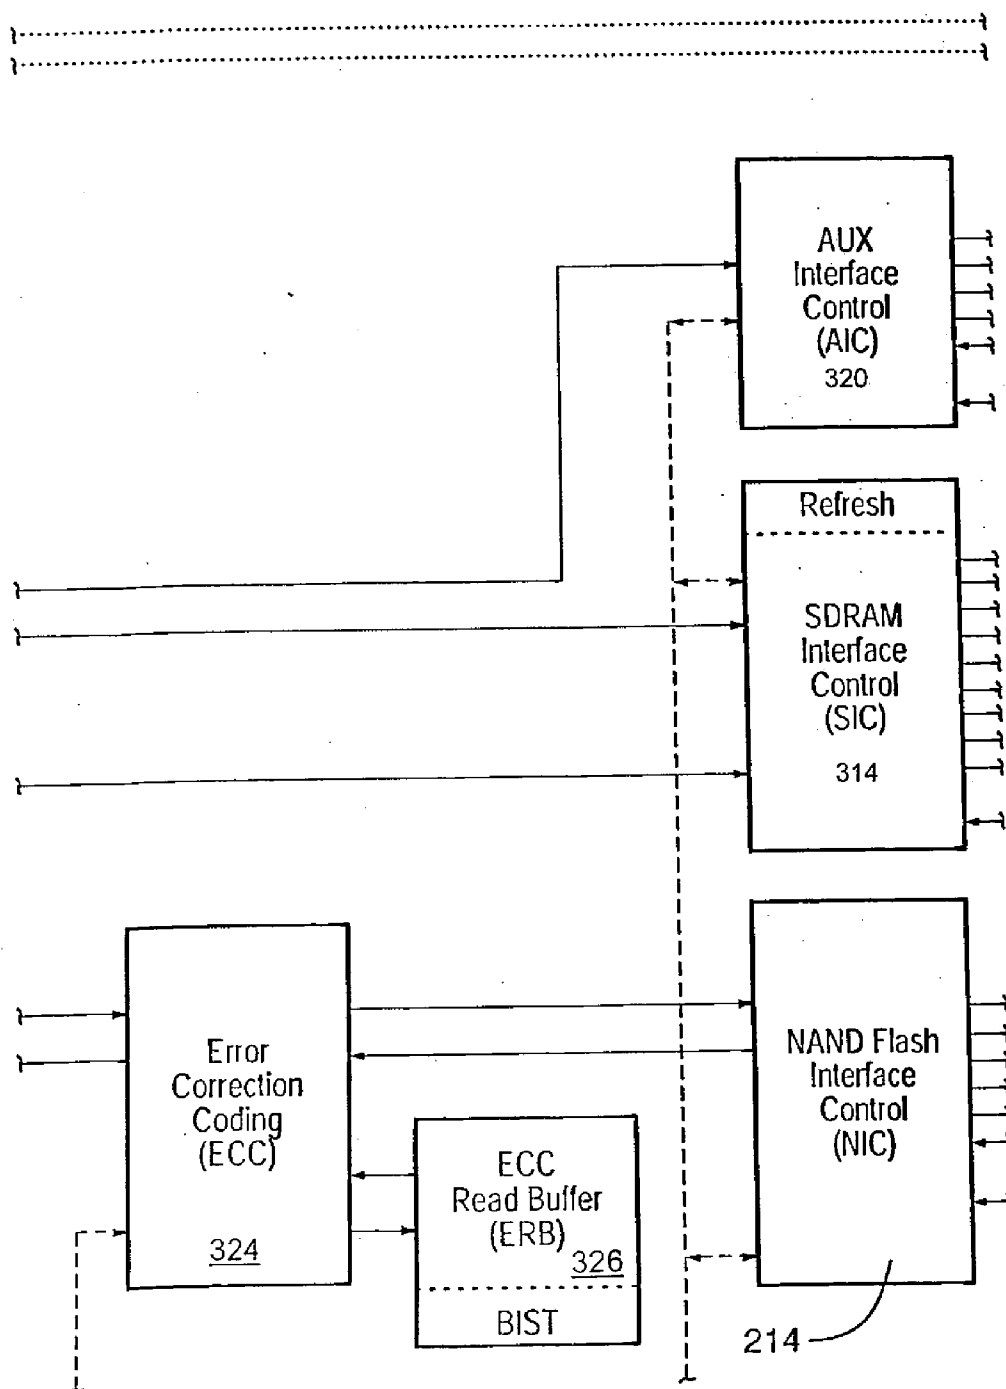 AUX
Interface
Control
(AIC)
320
Refresh
SDRAM
Interface
Control
(SIC)
314
Error
Correction
Coding
(ECC)
324
ECC
Read Buffer
(ERB)
326
BIST
NAND Flash
Interface
Control
(NIC)
214